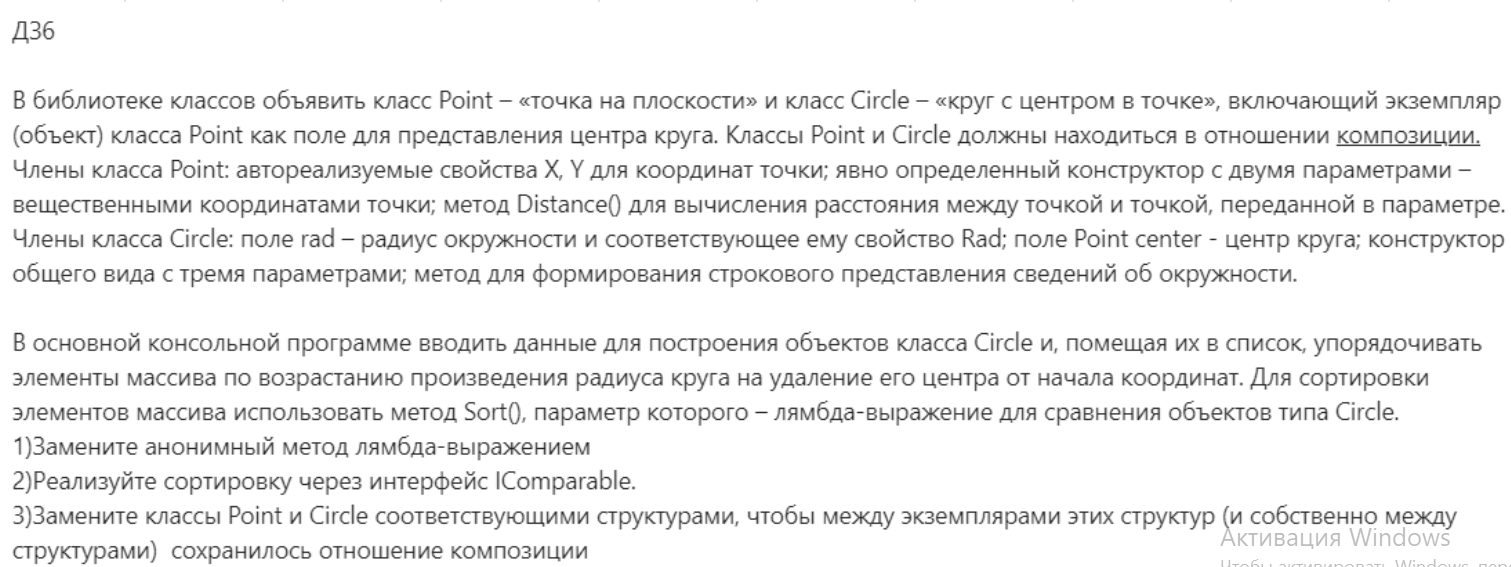 ДЗ6
В библиотеке классов объявить класс Point – «точка на плоскости» и класс Circle – «круг с центром в точке», включающий экземпляр
(объект) класса Point как поле для представления центра круга. Классы Point и Circle должны находиться в отношении композиции.
Члены класса Point: автореализуемые свойства X, Y для координат точки; явно определенный конструктор с двумя параметрами –
вещественными координатами точки; метод Distance() для вычисления расстояния между точкой и точкой, переданной в параметре.
Члены класса Circle: поле rad – радиус окружности и соответствующее ему свойство Rad; поле Point center - центр круга; конструктор
общего вида с тремя параметрами; метод для формирования строкового представления сведений об окружности.
В основной консольной программе вводить данные для построения объектов класса Circle и, помещая их в список, упорядочивать
элементы массива по возрастанию произведения радиуса круга на удаление его центра от начала координат. Для сортировки
элементов массива использовать метод Sort(), параметр которого – лямбда-выражение для сравнения объектов типа Circle.
1)Замените анонимный метод лямбда-выражением
2)Реализуйте сортировку через интерфейс IComparable.
3)Замените классы Point и Circle соответствующими структурами, чтобы между экземплярами этих структур (и собственно между
структурами) сохранилось отношение композиции
Активация Windows
Чтобы активировать Windows,